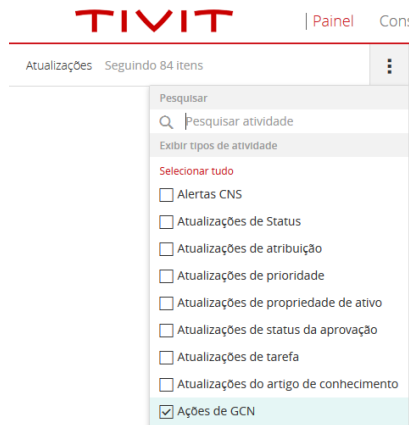 TIVIT
Painel Cons
Atualizações Seguindo 84 itens
Pesquisar
Pesquisar atividade
Exibir tipos de atividade
Selecionar tudo
Alertas CNS
Atualizações de Status
Atualizações de atribuição
Atualizações de prioridade
Atualizações de propriedade de ativo
Atualizações de status da aprovação
Atualizações de tarefa
Atualizações do artigo de conhecimento
Ações de GCN